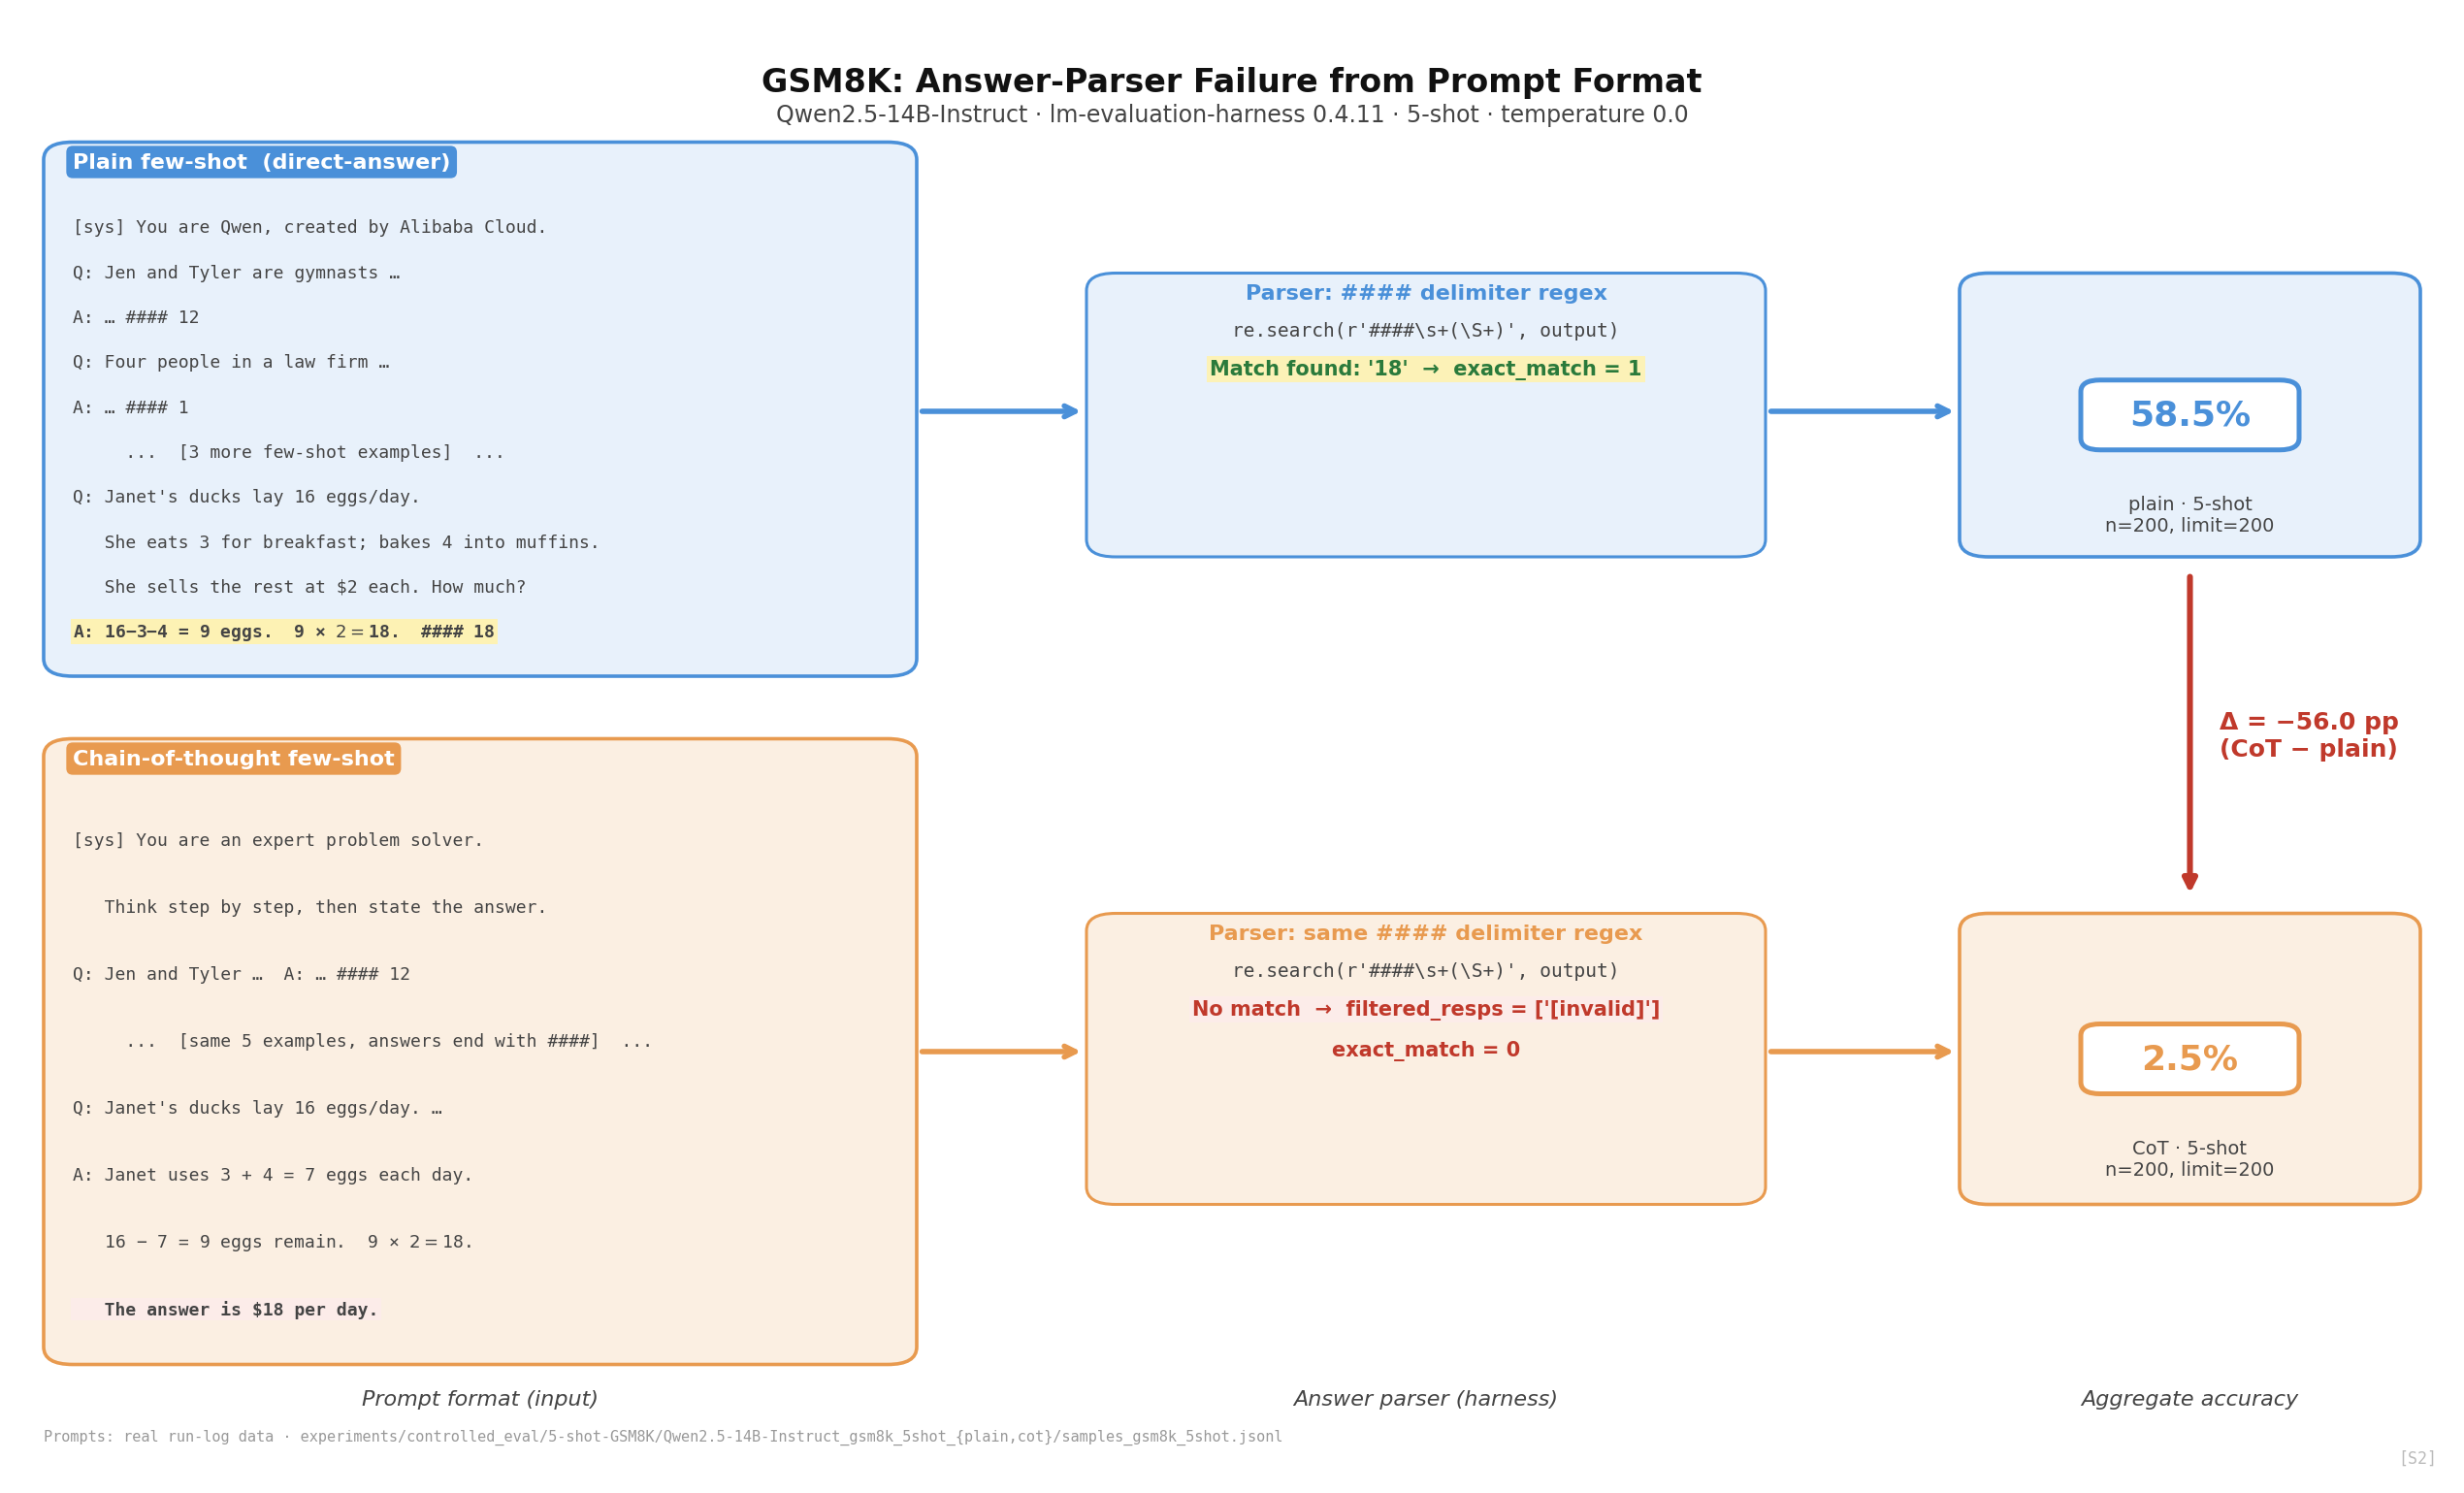 GSM8K: Answer-Parser Failure from Prompt Format
Qwen2.5-14B-Instruct · lm-evaluation-harness 0.4.11 · 5-shot · temperature 0.0
Plain few-shot  (direct-answer)
[sys] You are Qwen, created by Alibaba Cloud.
Q: Jen and Tyler are gymnasts …
A: … #### 12
Q: Four people in a law firm …
A: … #### 1
...  [3 more few-shot examples]  ...
Q: Janet's ducks lay 16 eggs/day.
She eats 3 for breakfast; bakes 4 into muffins.
She sells the rest at $2 each. How much?
A: 16−3−4 = 9 eggs.  9 × 2 = 18.  #### 18
Parser: #### delimiter regex
re.search(r'####\s+(\S+)', output)
Match found: '18'  →  exact_match = 1
58.5%
plain · 5-shot
n=200, limit=200
Δ = −56.0 pp
(CoT − plain)
Chain-of-thought few-shot
[sys] You are an expert problem solver.
Think step by step, then state the answer.
Q: Jen and Tyler …  A: … #### 12
...  [same 5 examples, answers end with ####]  ...
Q: Janet's ducks lay 16 eggs/day. …
A: Janet uses 3 + 4 = 7 eggs each day.
16 − 7 = 9 eggs remain.  9 × 2 = 18.
The answer is $18 per day.
Parser: same #### delimiter regex
re.search(r'####\s+(\S+)', output)
No match  →  filtered_resps = ['[invalid]']
exact_match = 0
2.5%
CoT · 5-shot
n=200, limit=200
Prompt format (input)
Answer parser (harness)
Aggregate accuracy
Prompts: real run-log data · experiments/controlled_eval/5-shot-GSM8K/Qwen2.5-14B-Instruct_gsm8k_5shot_{plain,cot}/samples_gsm8k_5shot.jsonl
[S2]